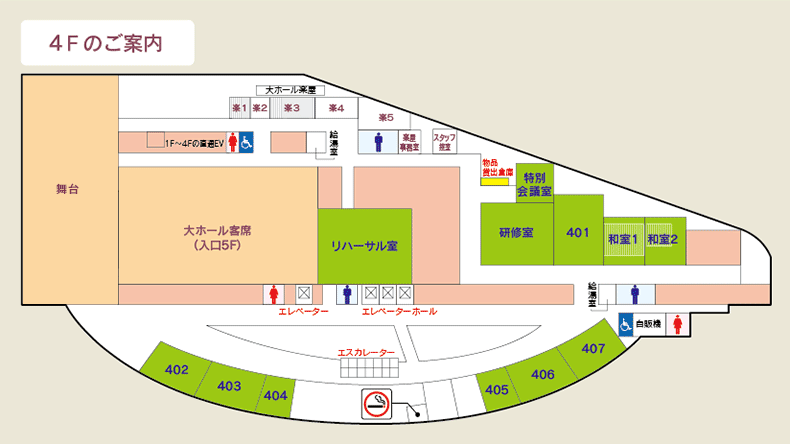 4Fのご案内
大ホール楽屋
楽1
楽2
楽3
楽4
楽5
1F〜4Fの直通EV
給湯室
楽屋
事務室
スタッフ
控室
物品
貸出倉庫
特別
会議室
舞台
大ホール客席
(入口5F)
リハーサル室
研修室
401
和室1
和室2
給湯室
エレベーター
エレベーターホール
自販機
エスカレーター
402
403
404
405
406
407